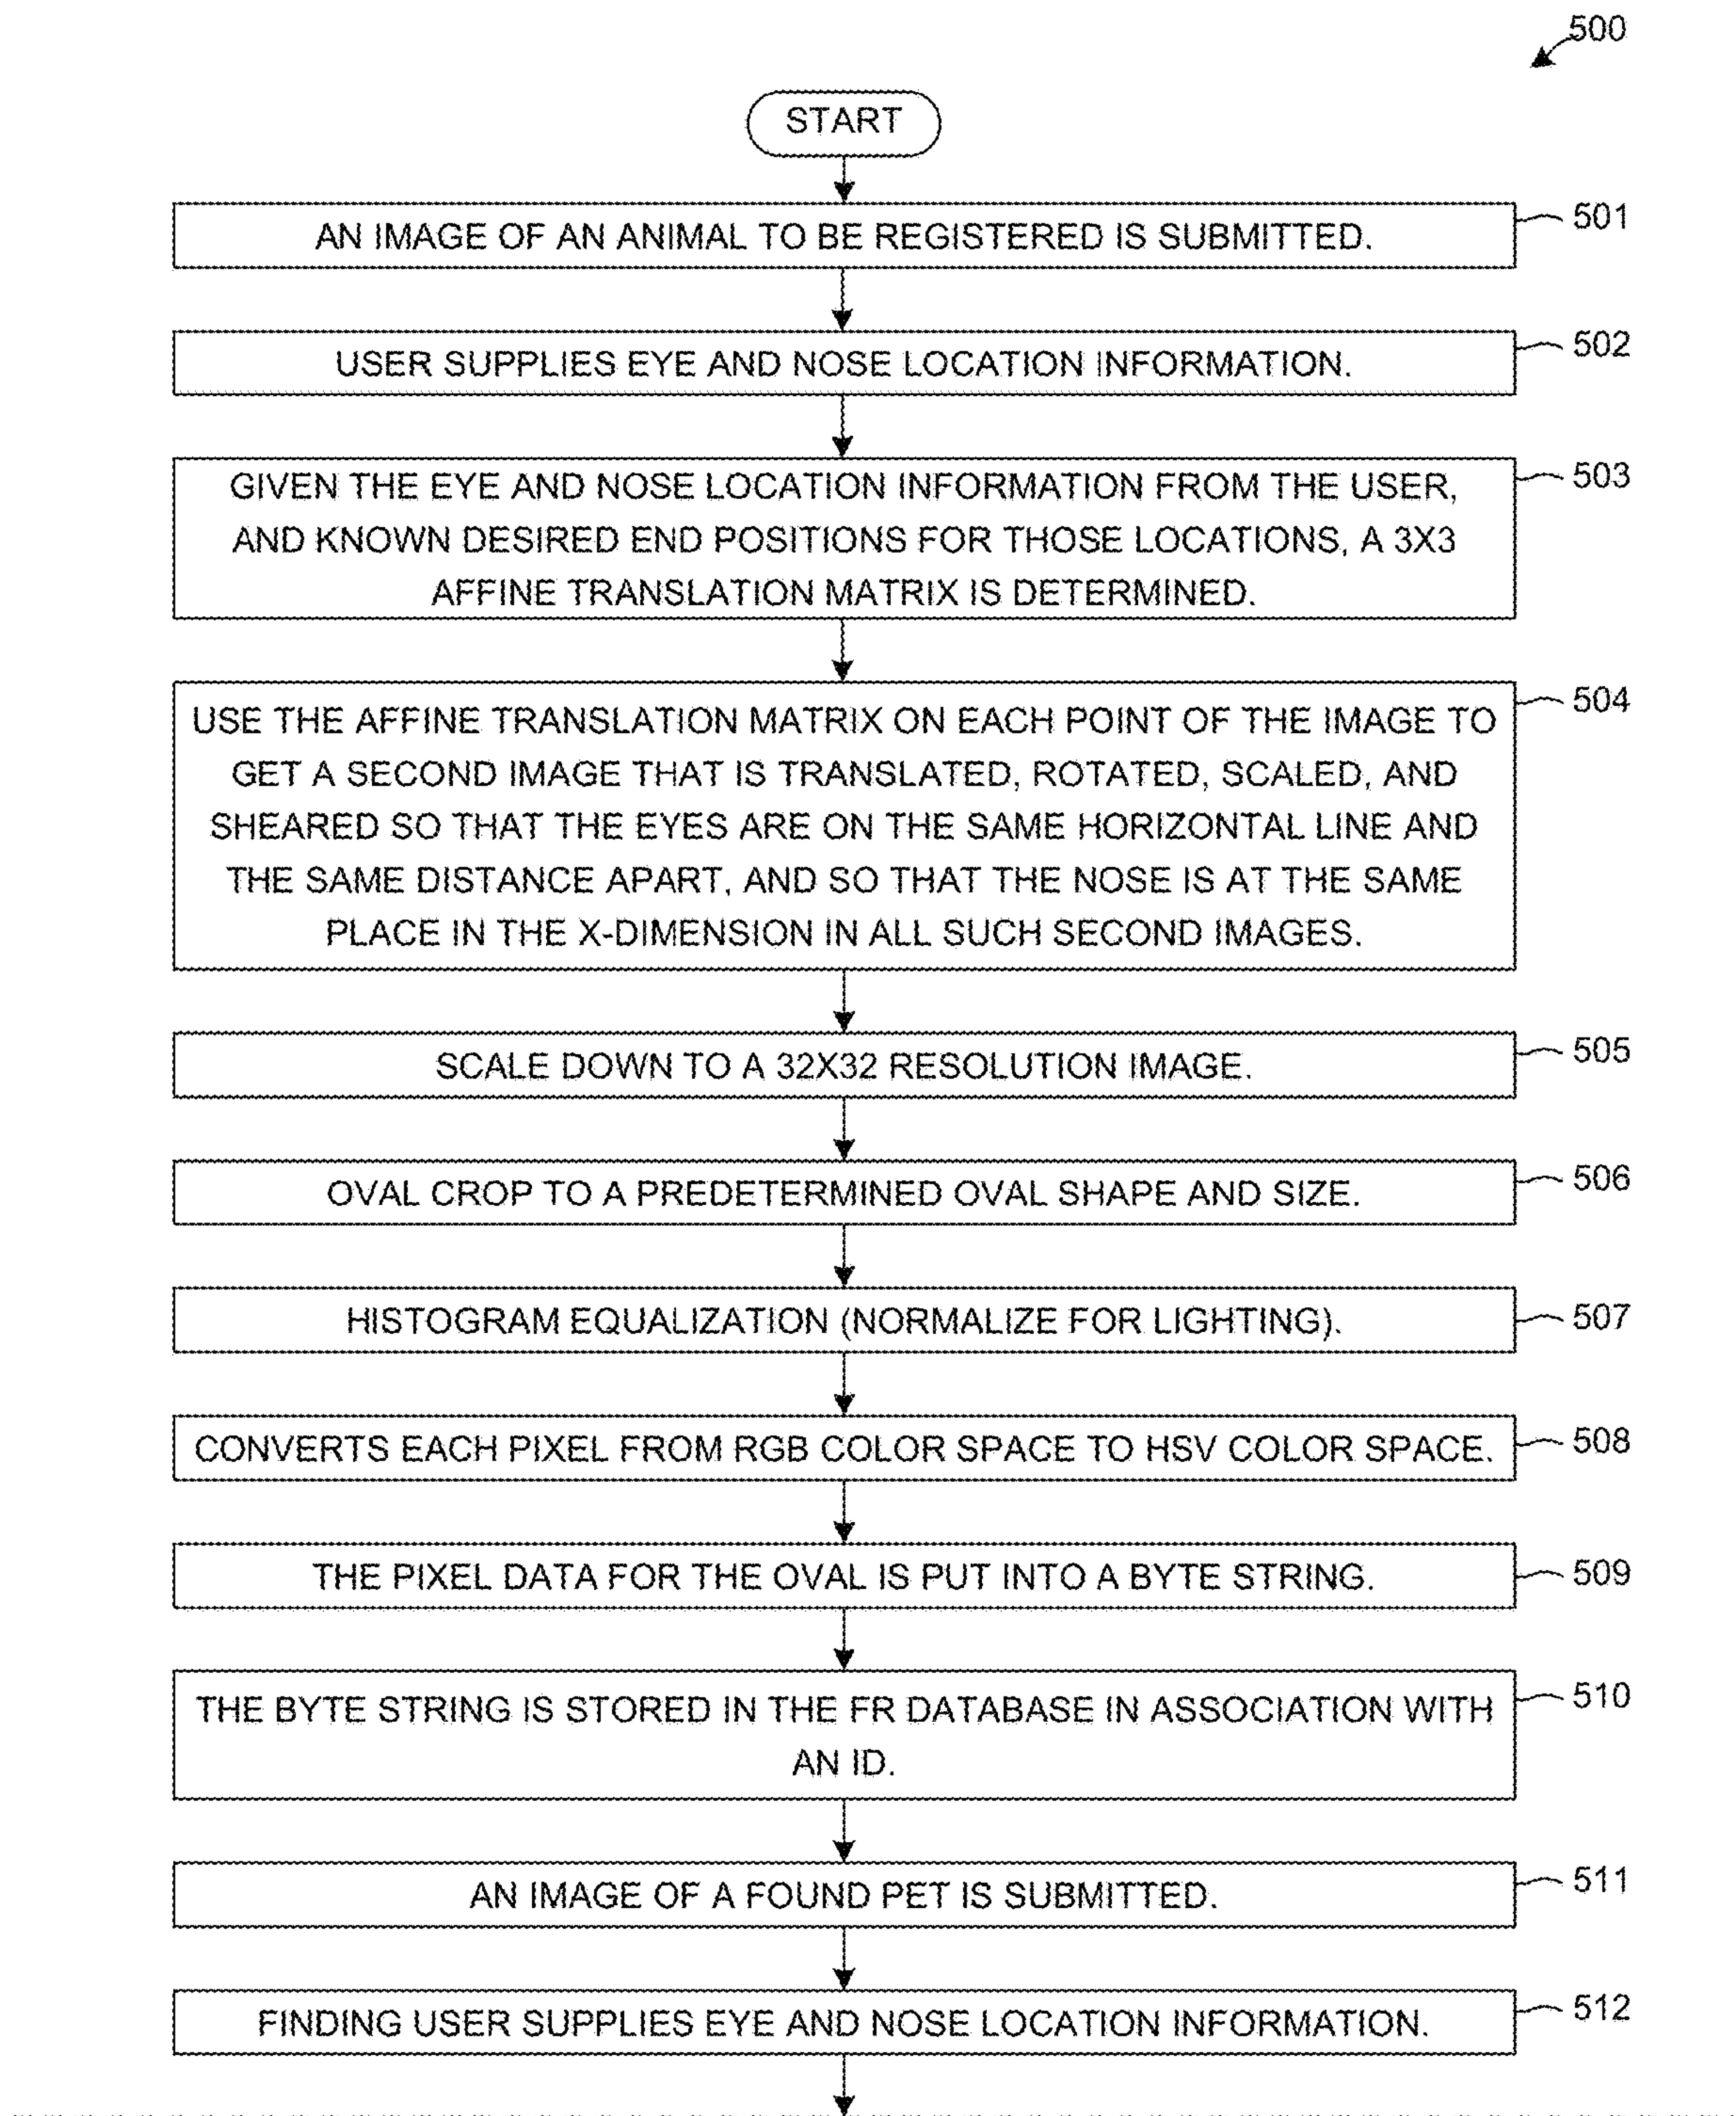 500
START
AN IMAGE OF AN ANIMAL TO BE REGISTERED IS SUBMITTED.
501
USER SUPPLIES EYE AND NOSE LOCATION INFORMATION.
502
GIVEN THE EYE AND NOSE LOCATION INFORMATION FROM THE USER,
AND KNOWN DESIRED END POSITIONS FOR THOSE LOCATIONS, A 3X3
AFFINE TRANSLATION MATRIX IS DETERMINED.
503
USE THE AFFINE TRANSLATION MATRIX ON EACH POINT OF THE IMAGE TO
GET A SECOND IMAGE THAT IS TRANSLATED, ROTATED, SCALED, AND
SHEARED SO THAT THE EYES ARE ON THE SAME HORIZONTAL LINE AND
THE SAME DISTANCE APART, AND SO THAT THE NOSE IS AT THE SAME
PLACE IN THE X-DIMENSION IN ALL SUCH SECOND IMAGES.
504
SCALE DOWN TO A 32X32 RESOLUTION IMAGE.
505
OVAL CROP TO A PREDETERMINED OVAL SHAPE AND SIZE.
506
HISTOGRAM EQUALIZATION (NORMALIZE FOR LIGHTING).
507
CONVERTS EACH PIXEL FROM RGB COLOR SPACE TO HSV COLOR SPACE.
508
THE PIXEL DATA FOR THE OVAL IS PUT INTO A BYTE STRING.
509
THE BYTE STRING IS STORED IN THE FR DATABASE IN ASSOCIATION WITH
AN ID.
510
AN IMAGE OF A FOUND PET IS SUBMITTED.
511
FINDING USER SUPPLIES EYE AND NOSE LOCATION INFORMATION.
512